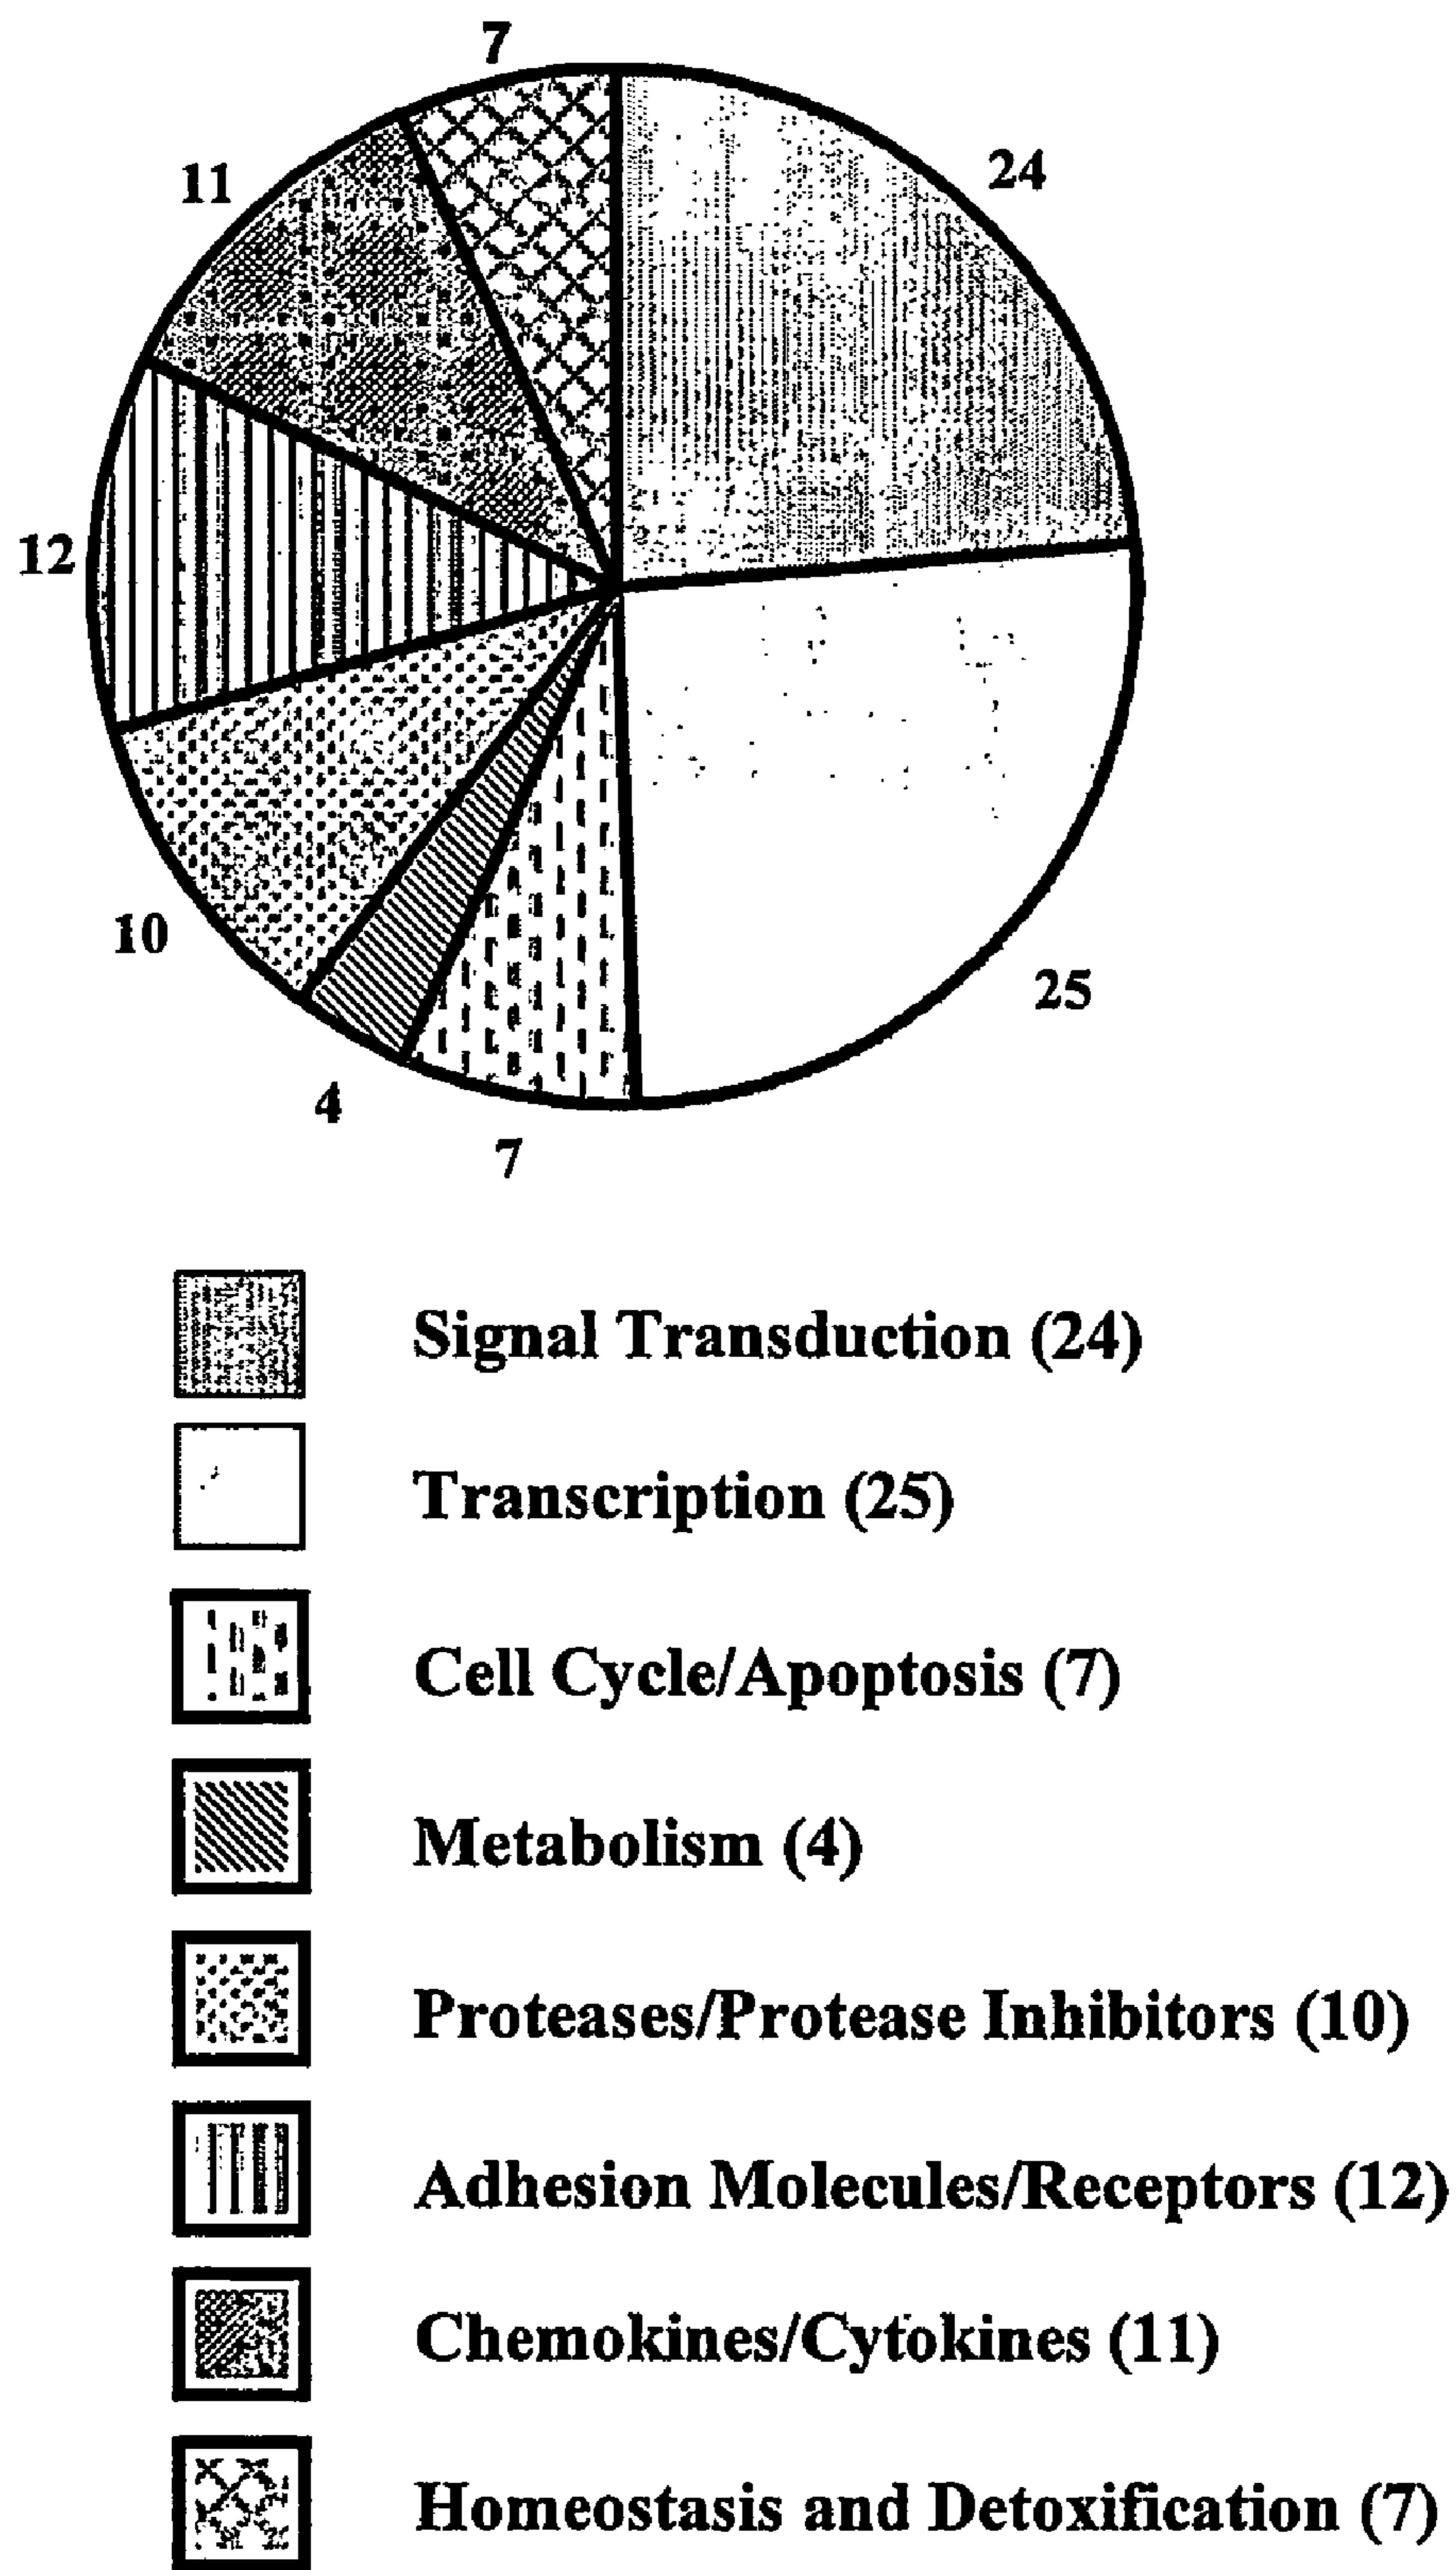 7
11
24
12
10
25
4
7
Signal Transduction (24)
Transcription (25)
Cell Cycle/Apoptosis (7)
Metabolism (4)
Proteases/Protease Inhibitors (10)
Adhesion Molecules/Receptors (12)
Chemokines/Cytokines (11)
Homeostasis and Detoxification (7)